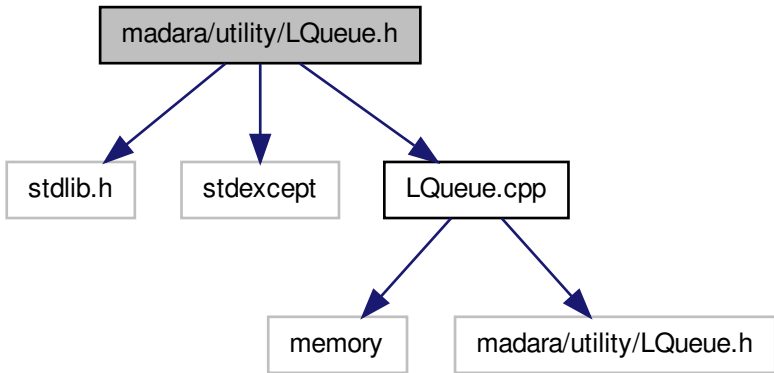 madara/utility/LQueue.h
stdlib.h
stdexcept
LQueue.cpp
memory
madara/utility/LQueue.h